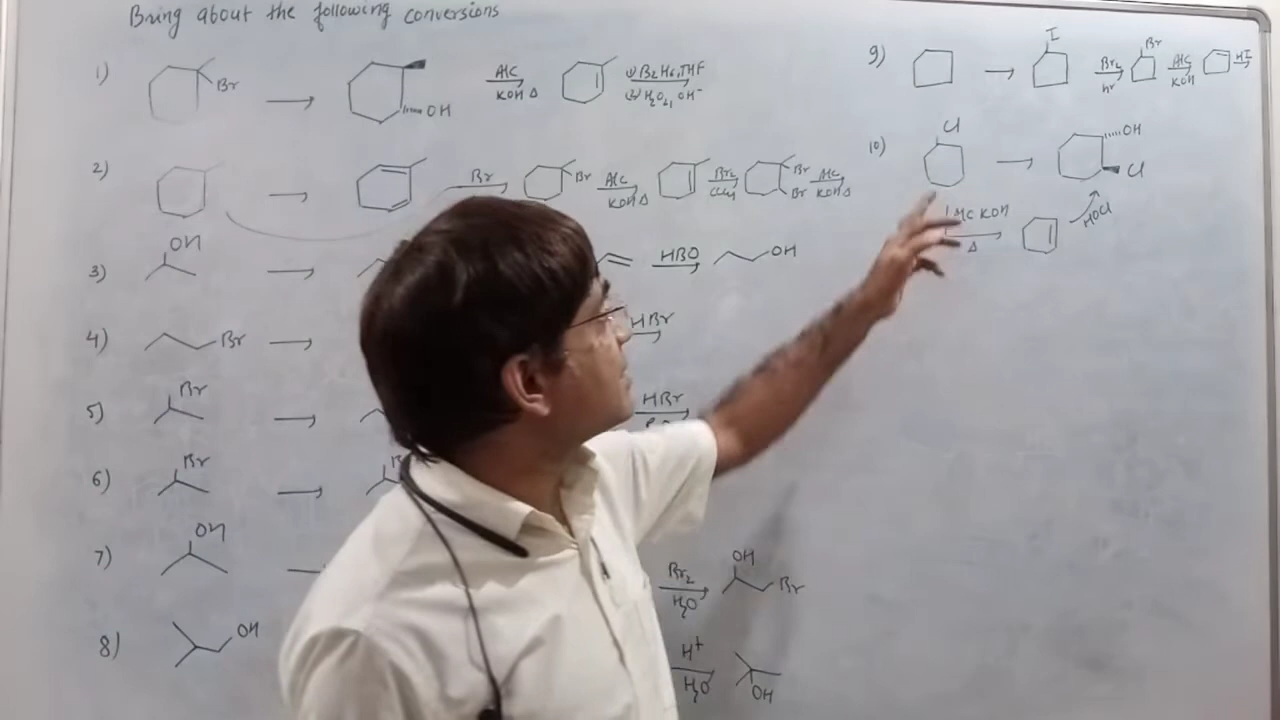 Bring about the following conversions
1) Br OH Alc KOH Δ 1) B2H6, THF 2) H2O2, OH-
2) Br Br Alc KOH Δ Br2 CCl4 Br Br Alc KOH Δ
3) OH HBO OH
4) Br HBr
5) Br HBr
6) Br
7) OH Br2 H2O OH Br
8) OH H+ H2O OH
9) I Br2 hν Br Alc KOH HI
10) Cl OH Cl
Alc KOH Δ HOCl